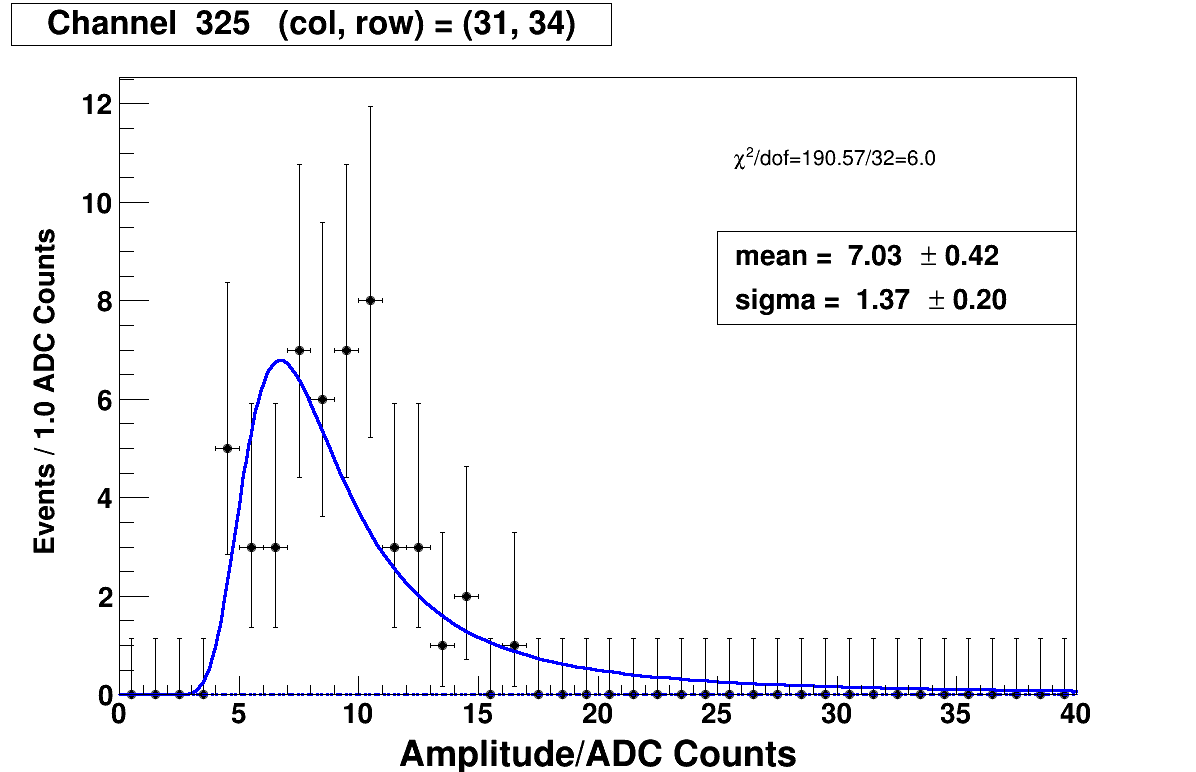 Channel 325 (col, row) = (31, 34)
12
10
8
6
4
2
0
Events / 1.0 ADC Counts
χ²/dof=190.57/32=6.0
mean = 7.03 ± 0.42
sigma = 1.37 ± 0.20
0 5 10 15 20 25 30 35 40
Amplitude/ADC Counts